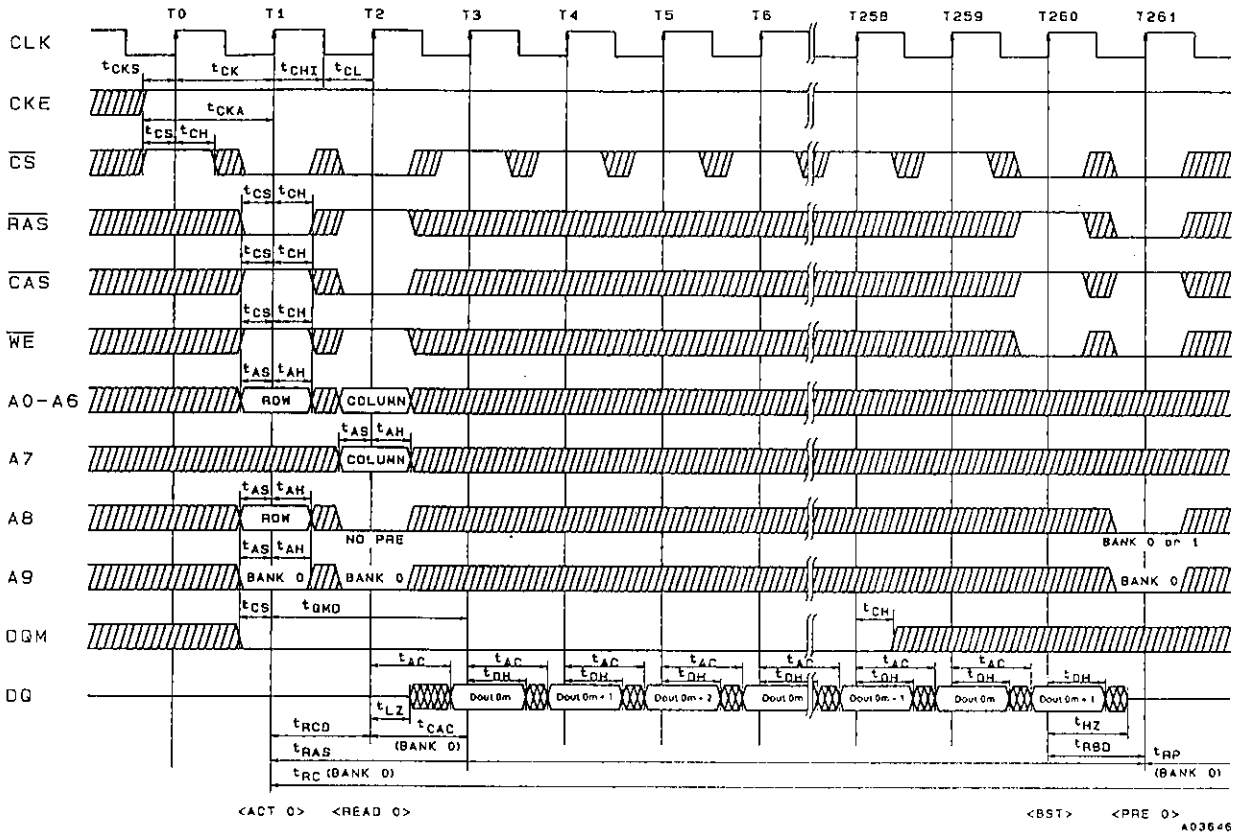 T0 T1 T2 T3 T4 T5 T6 T258 T259 T260 T261
CLK
tCKS tCK tCHI tCL
CKE
tCKA
tCS tCH
CS
tCS tCH
RAS
tCS tCH
CAS
tCS tCH
WE
tAS tAH
A0-A6 ROW COLUMN
tAS tAH
A7 COLUMN
tAS tAH
A8 ROW
NO PRE BANK 0 or 1
tAS tAH
A9 BANK 0 BANK 0 BANK 0
tCS tQMD tCH
DQM
tAC tAC tAC tAC tAC tAC tAC
tOH tOH tOH tOH tOH tOH tOH
DQ Dout 0m Dout 0m + 1 Dout 0m + 2 Dout 0m Dout 0m - 1 Dout 0m Dout 0m + 1
tLZ tHZ
tRCD tCAC tRBD
(BANK 0)
tRAS tRP
(BANK 0) (BANK 0)
tRC
<ACT 0> <READ 0> <BST> <PRE 0>
A03646